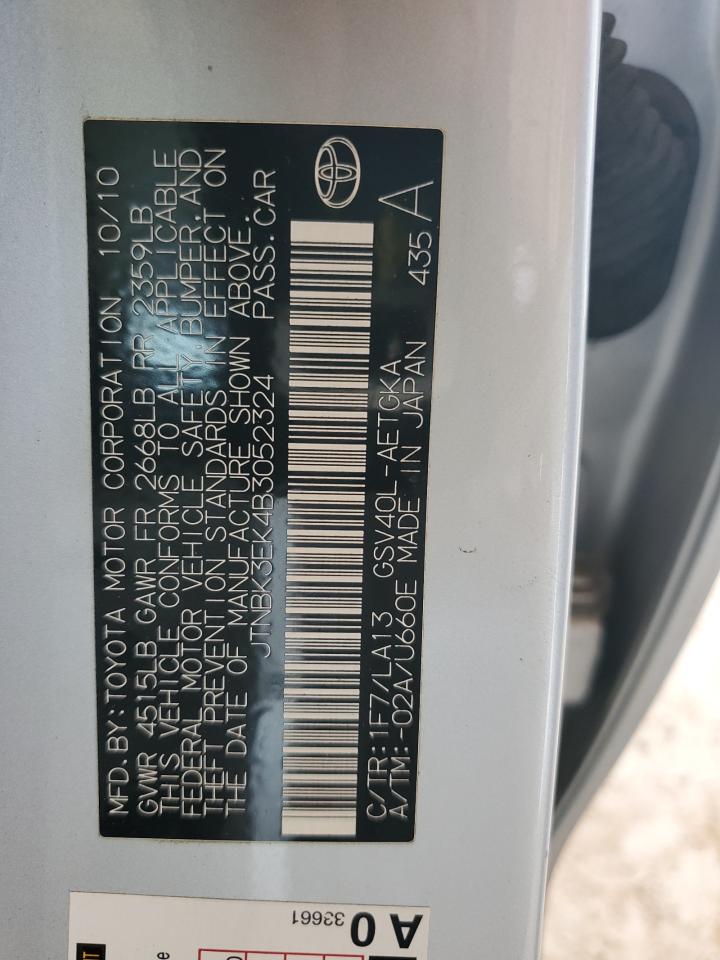 MFD.BY:TOYOTA MOTOR CORPORATION 10/10
GVWR 4515LB GAWR FR 2668LB RR 2359LB
THIS VEHICLE CONFORMS TO ALL APPLICABLE
FEDERAL MOTOR VEHICLE SAFETY, BUMPER, AND
THEFT PREVENTION STANDARDS IN EFFECT ON
THE DATE OF MANUFACTURE SHOWN ABOVE.
JTNBK3EK4B3052324 PASS.CAR
C/TR:1F7/LA13 GSV40L-AETGKA
A/TM:-02A/U660E MADE IN JAPAN 435 A
A0
33661